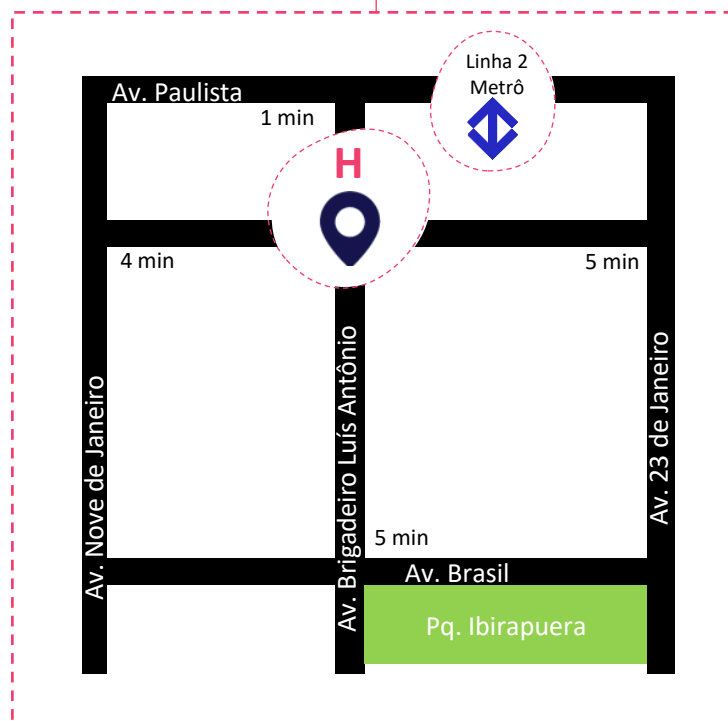 Linha 2
Metrô
Av. Paulista
1 min
H
4 min
5 min
Av. Nove de Janeiro
Av. Brigadeiro Luís Antônio
Av. 23 de Janeiro
5 min
Av. Brasil
Pq. Ibirapuera